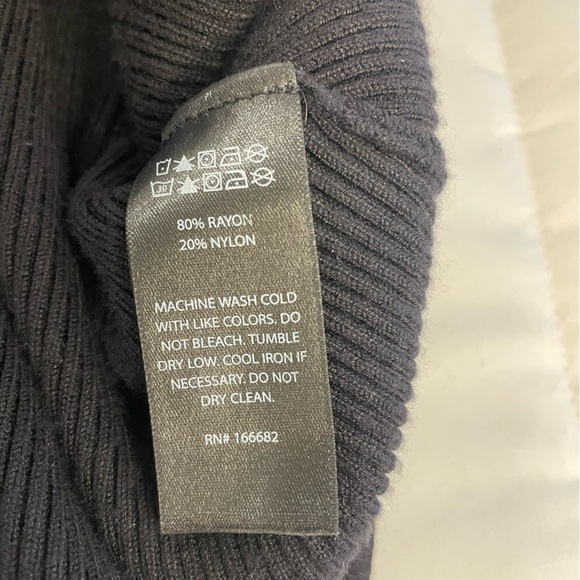 30
80% RAYON
20% NYLON
MACHINE WASH COLD
WITH LIKE COLORS. DO
NOT BLEACH. TUMBLE
DRY LOW. COOL IRON IF
NECESSARY. DO NOT
DRY CLEAN.
RN# 166682